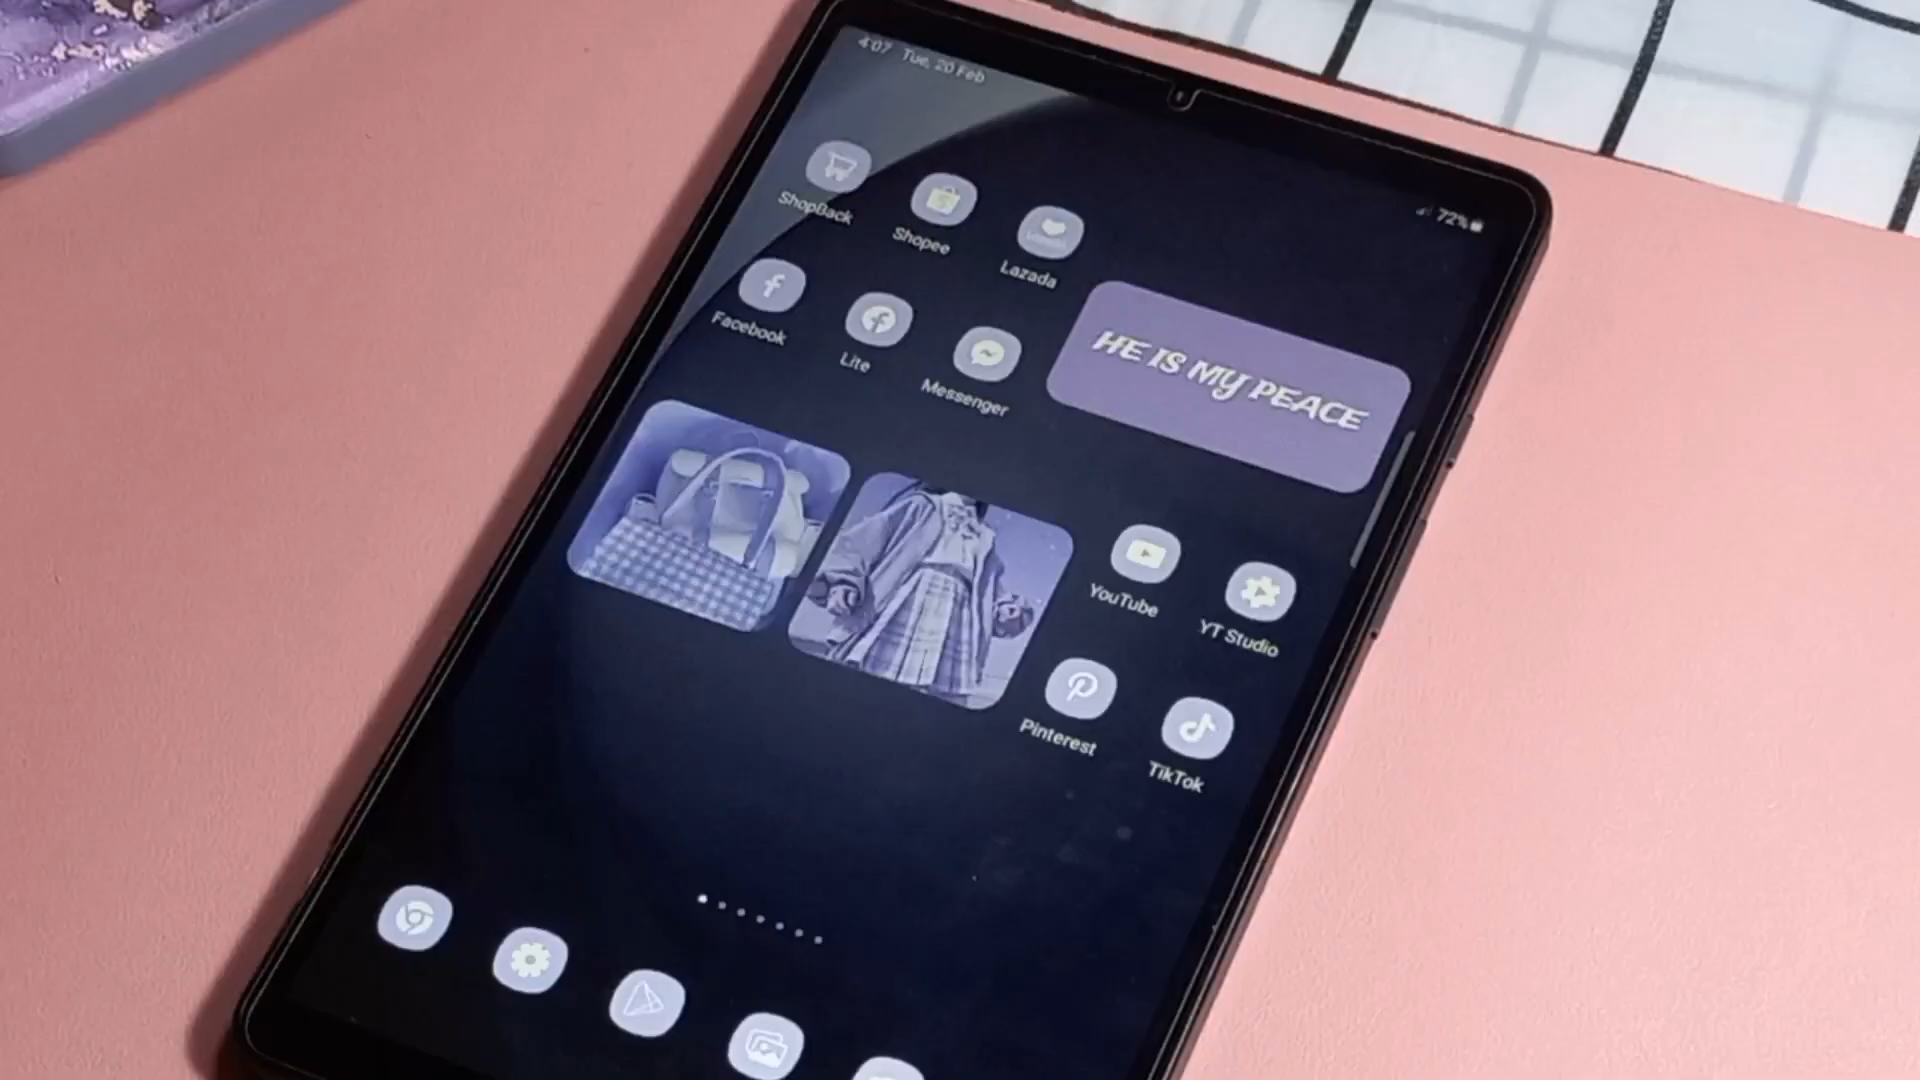 4:07 Tue, 20 Feb
72%
ShopBack
Shopee
Lazada
Facebook
Lite
Messenger
HE IS MY PEACE
YouTube
YT Studio
Pinterest
TikTok